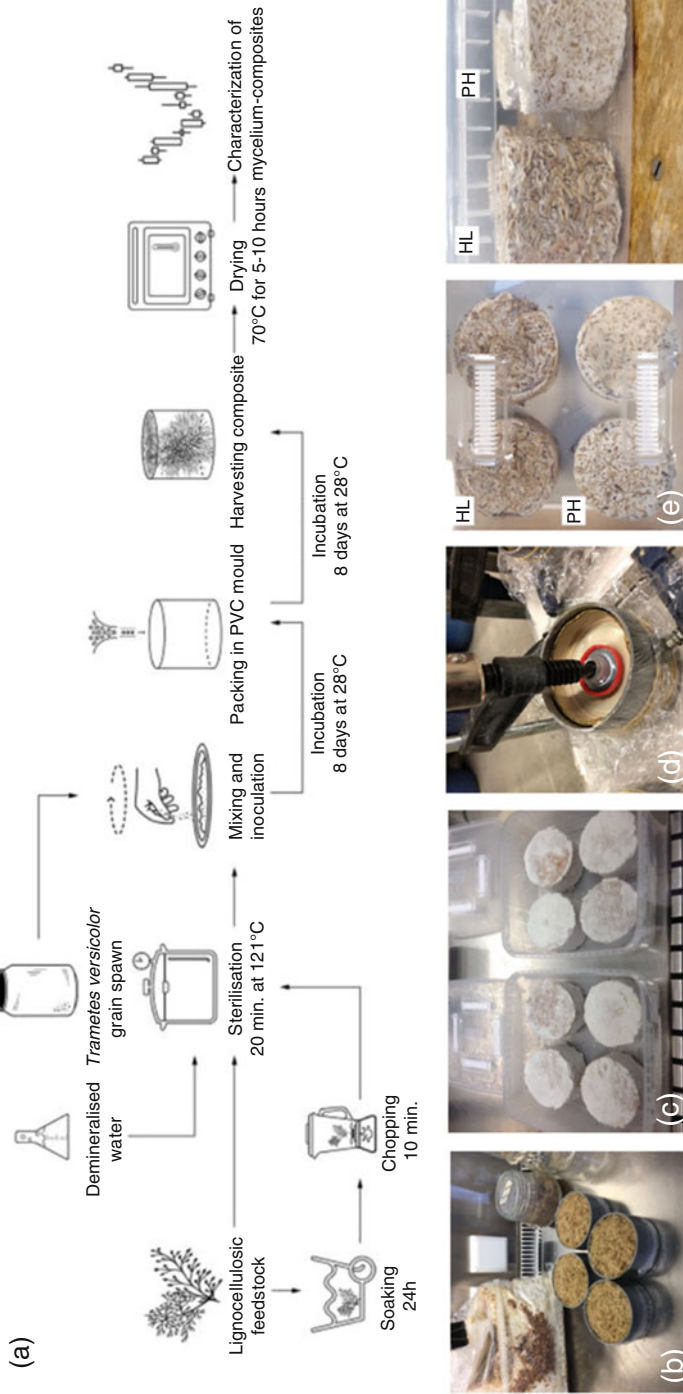 (a)
Demineralised
water
Trametes versicolor
grain spawn
Lignocellulosic
feedstock
Sterilisation
20 min. at 121°C
Mixing and
inoculation
Packing in PVC mould
Harvesting composite
Drying
70°C for 5-10 hours
Characterization of
mycelium-composites
Soaking
24h
Chopping
10 min.
Incubation
8 days at 28°C
Incubation
8 days at 28°C
(b)
(c)
(d)
(e)
HL
PH
HL
PH